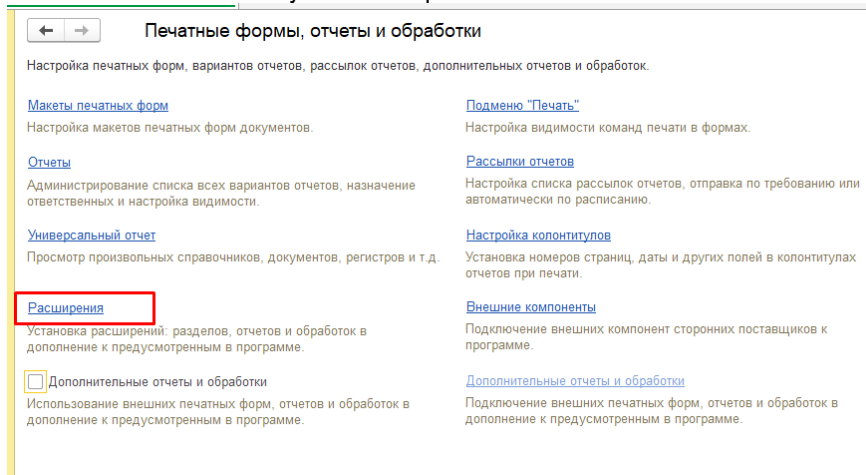 Печатные формы, отчеты и обработки
Настройка печатных форм, вариантов отчетов, рассылок отчетов, дополнительных отчетов и обработок.
Макеты печатных форм
Настройка макетов печатных форм документов.
Подменю "Печать"
Настройка видимости команд печати в формах.
Отчеты
Администрирование списка всех вариантов отчетов, назначение
ответственных и настройка видимости.
Рассылки отчетов
Настройка списка рассылок отчетов, отправка по требованию или
автоматически по расписанию.
Универсальный отчет
Просмотр произвольных справочников, документов, регистров и т.д.
Настройка колонтитулов
Установка номеров страниц, даты и других полей в колонтитулах
отчетов при печати.
Расширения
Установка расширений: разделов, отчетов и обработок в
дополнение к предусмотренным в программе.
Внешние компоненты
Подключение внешних компонент сторонних поставщиков к
программе.
Дополнительные отчеты и обработки
Использование внешних печатных форм, отчетов и обработок в
дополнение к предусмотренным в программе.
Дополнительные отчеты и обработки
Подключение внешних печатных форм, отчетов и обработок в
дополнение к предусмотренным в программе.